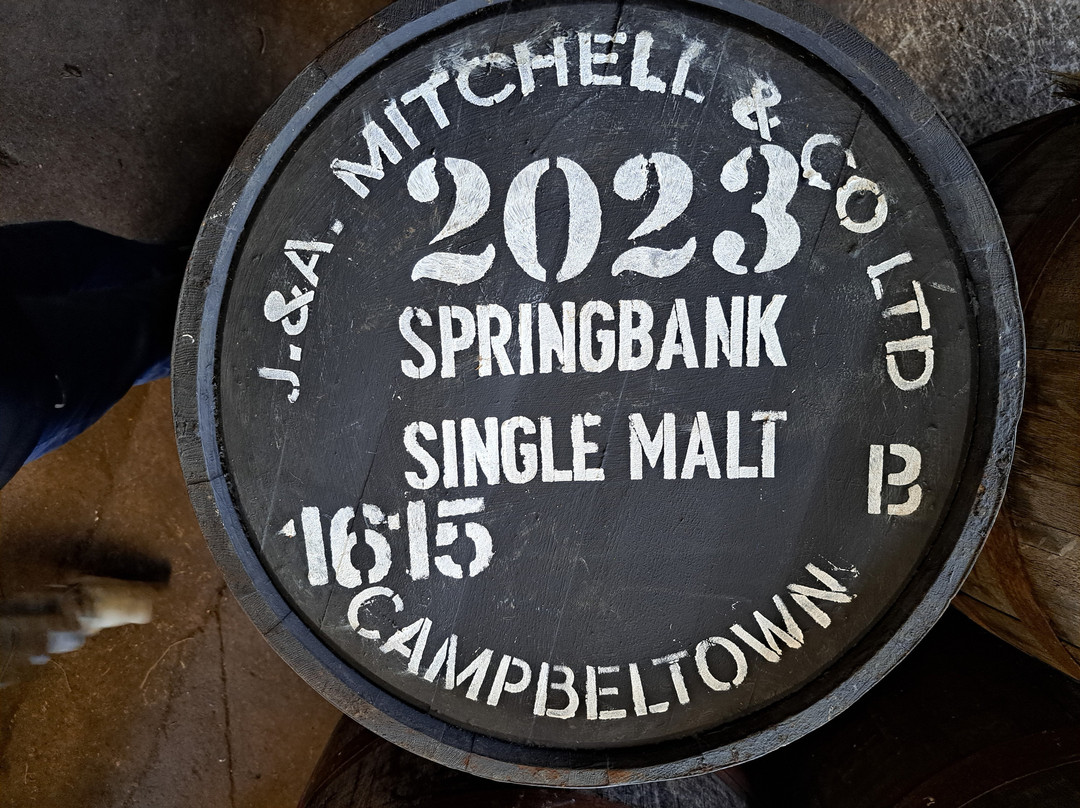 J.&A. MITCHELL & CO LTD
2023
SPRINGBANK
SINGLE MALT
B
1615
CAMPBELTOWN